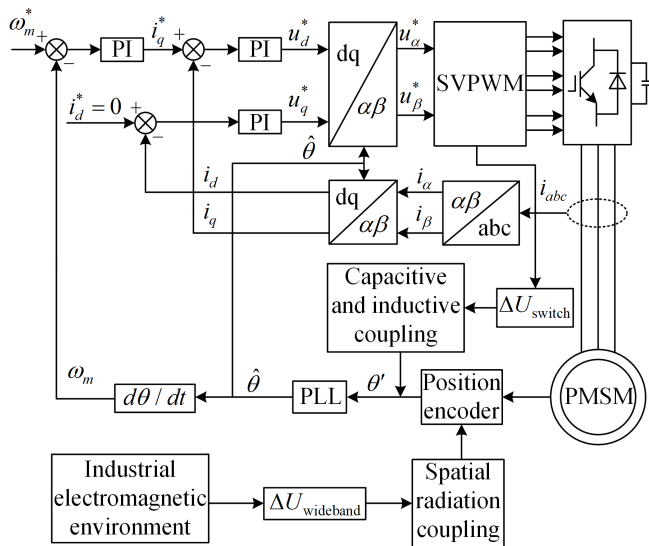 ω*m + − PI i*q + − PI u*d dq αβ u*α SVPWM
i*d = 0 + − PI u*q u*β
θ̂
id dq αβ iα αβ abc iabc
iq iβ
Capacitive
and inductive
coupling
ΔUswitch
ωm dθ / dt θ̂ PLL θ′
Position
encoder
PMSM
Industrial
electromagnetic
environment
ΔUwideband
Spatial
radiation
coupling